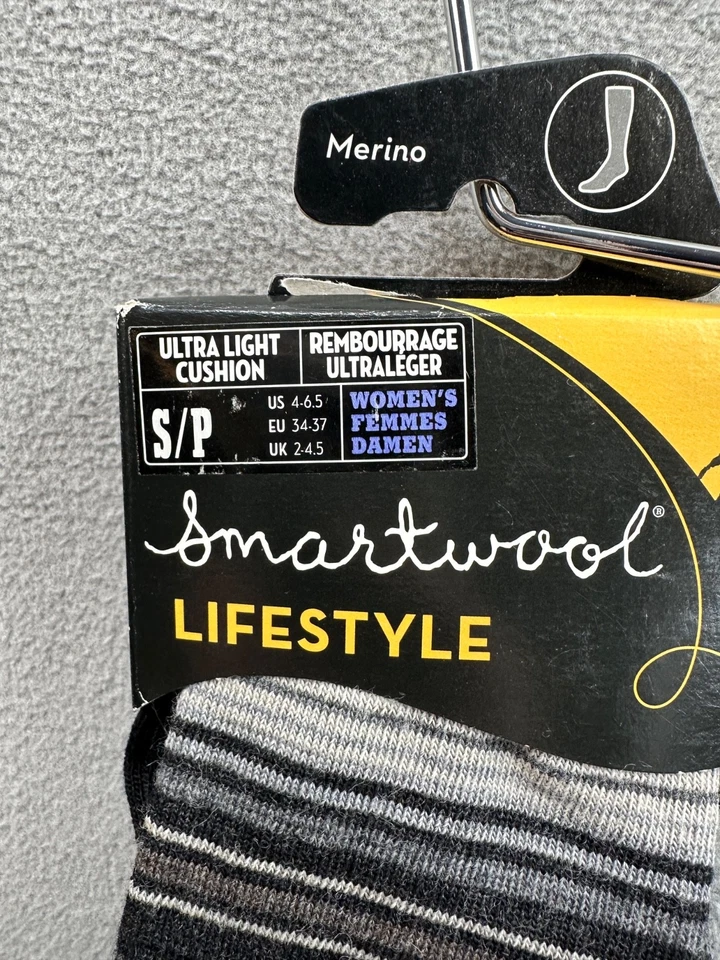 Merino
ULTRA LIGHT
CUSHION
REMBOURRAGE
ULTRALÉGER
S/P
US 4-6.5
EU 34-37
UK 2-4.5
WOMEN'S
FEMMES
DAMEN
Smartwool®
LIFESTYLE